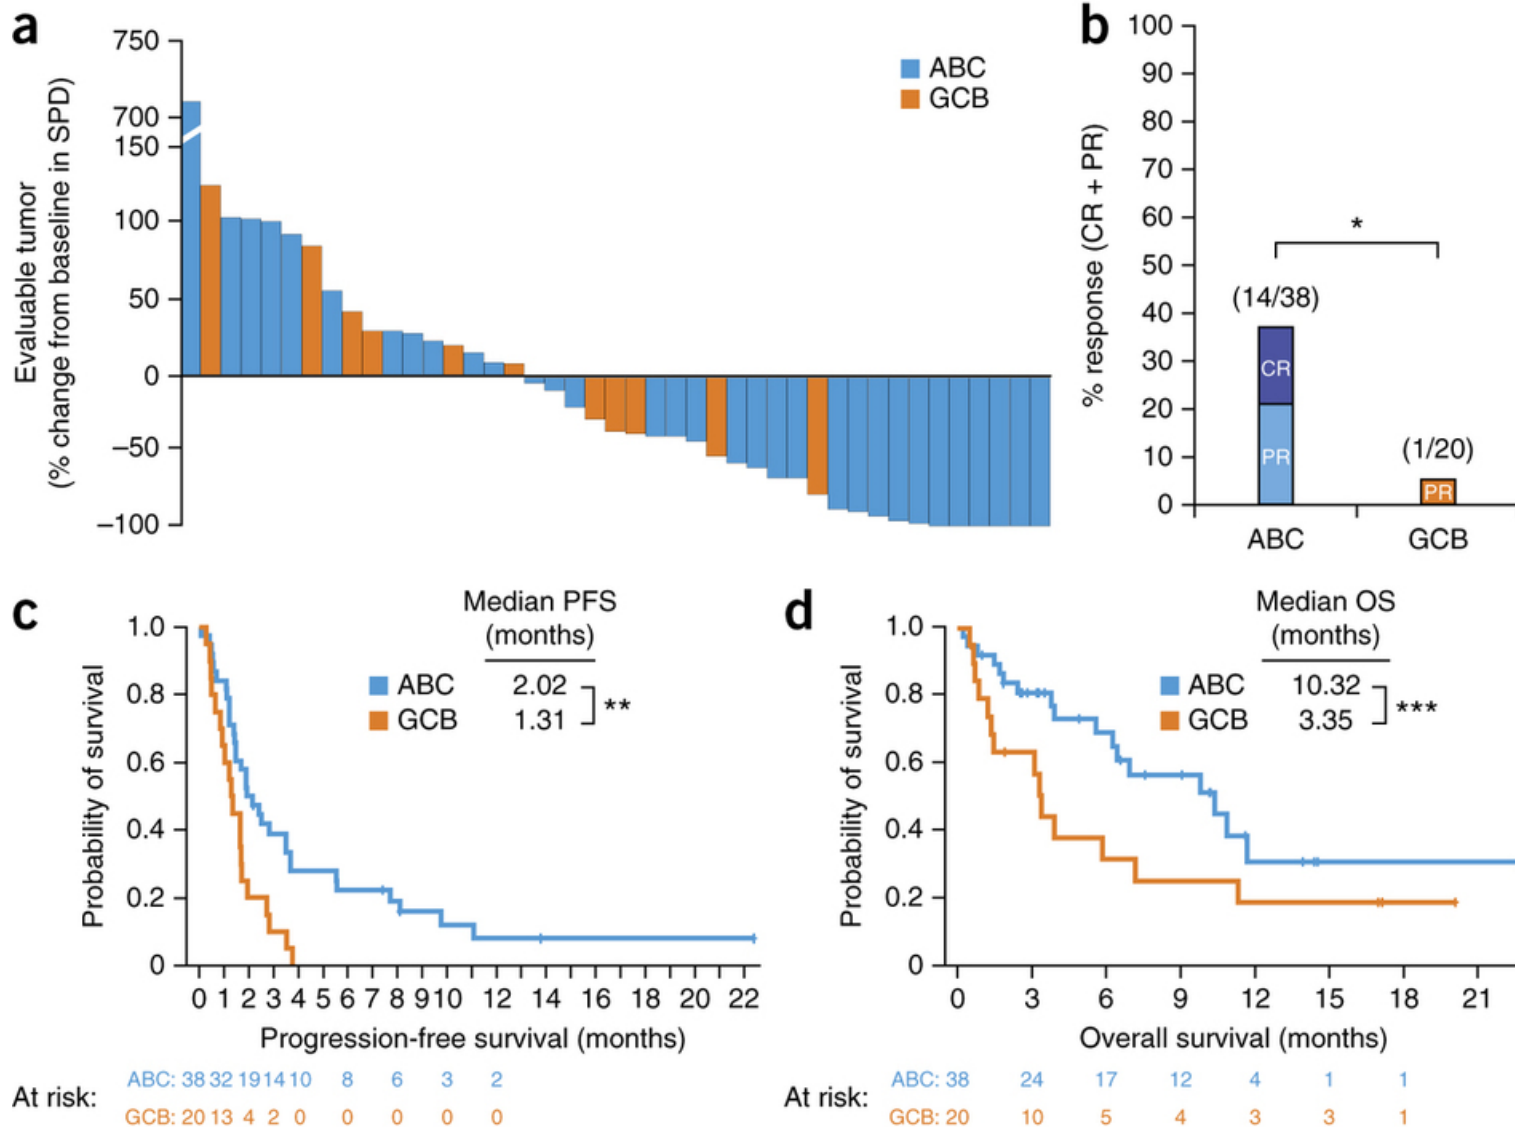 a
Evaluable tumor
(% change from baseline in SPD)
750
700
150
100
50
0
−50
−100
ABC
GCB
b
% response (CR + PR)
100
90
80
70
60
50
40
30
20
10
0
*
(14/38)
CR
PR
(1/20)
PR
ABC
GCB
c
Median PFS
(months)
ABC 2.02
GCB 1.31
**
Probability of survival
1.0
0.8
0.6
0.4
0.2
0
0 1 2 3 4 5 6 7 8 9 10 12 14 16 18 20 22
Progression-free survival (months)
At risk:
ABC: 38 32 19 14 10 8 6 3 2
GCB: 20 13 4 2 0 0 0 0 0
d
Median OS
(months)
ABC 10.32
GCB 3.35
***
Probability of survival
1.0
0.8
0.6
0.4
0.2
0
0 3 6 9 12 15 18 21
Overall survival (months)
At risk:
ABC: 38 24 17 12 4 1 1
GCB: 20 10 5 4 3 3 1